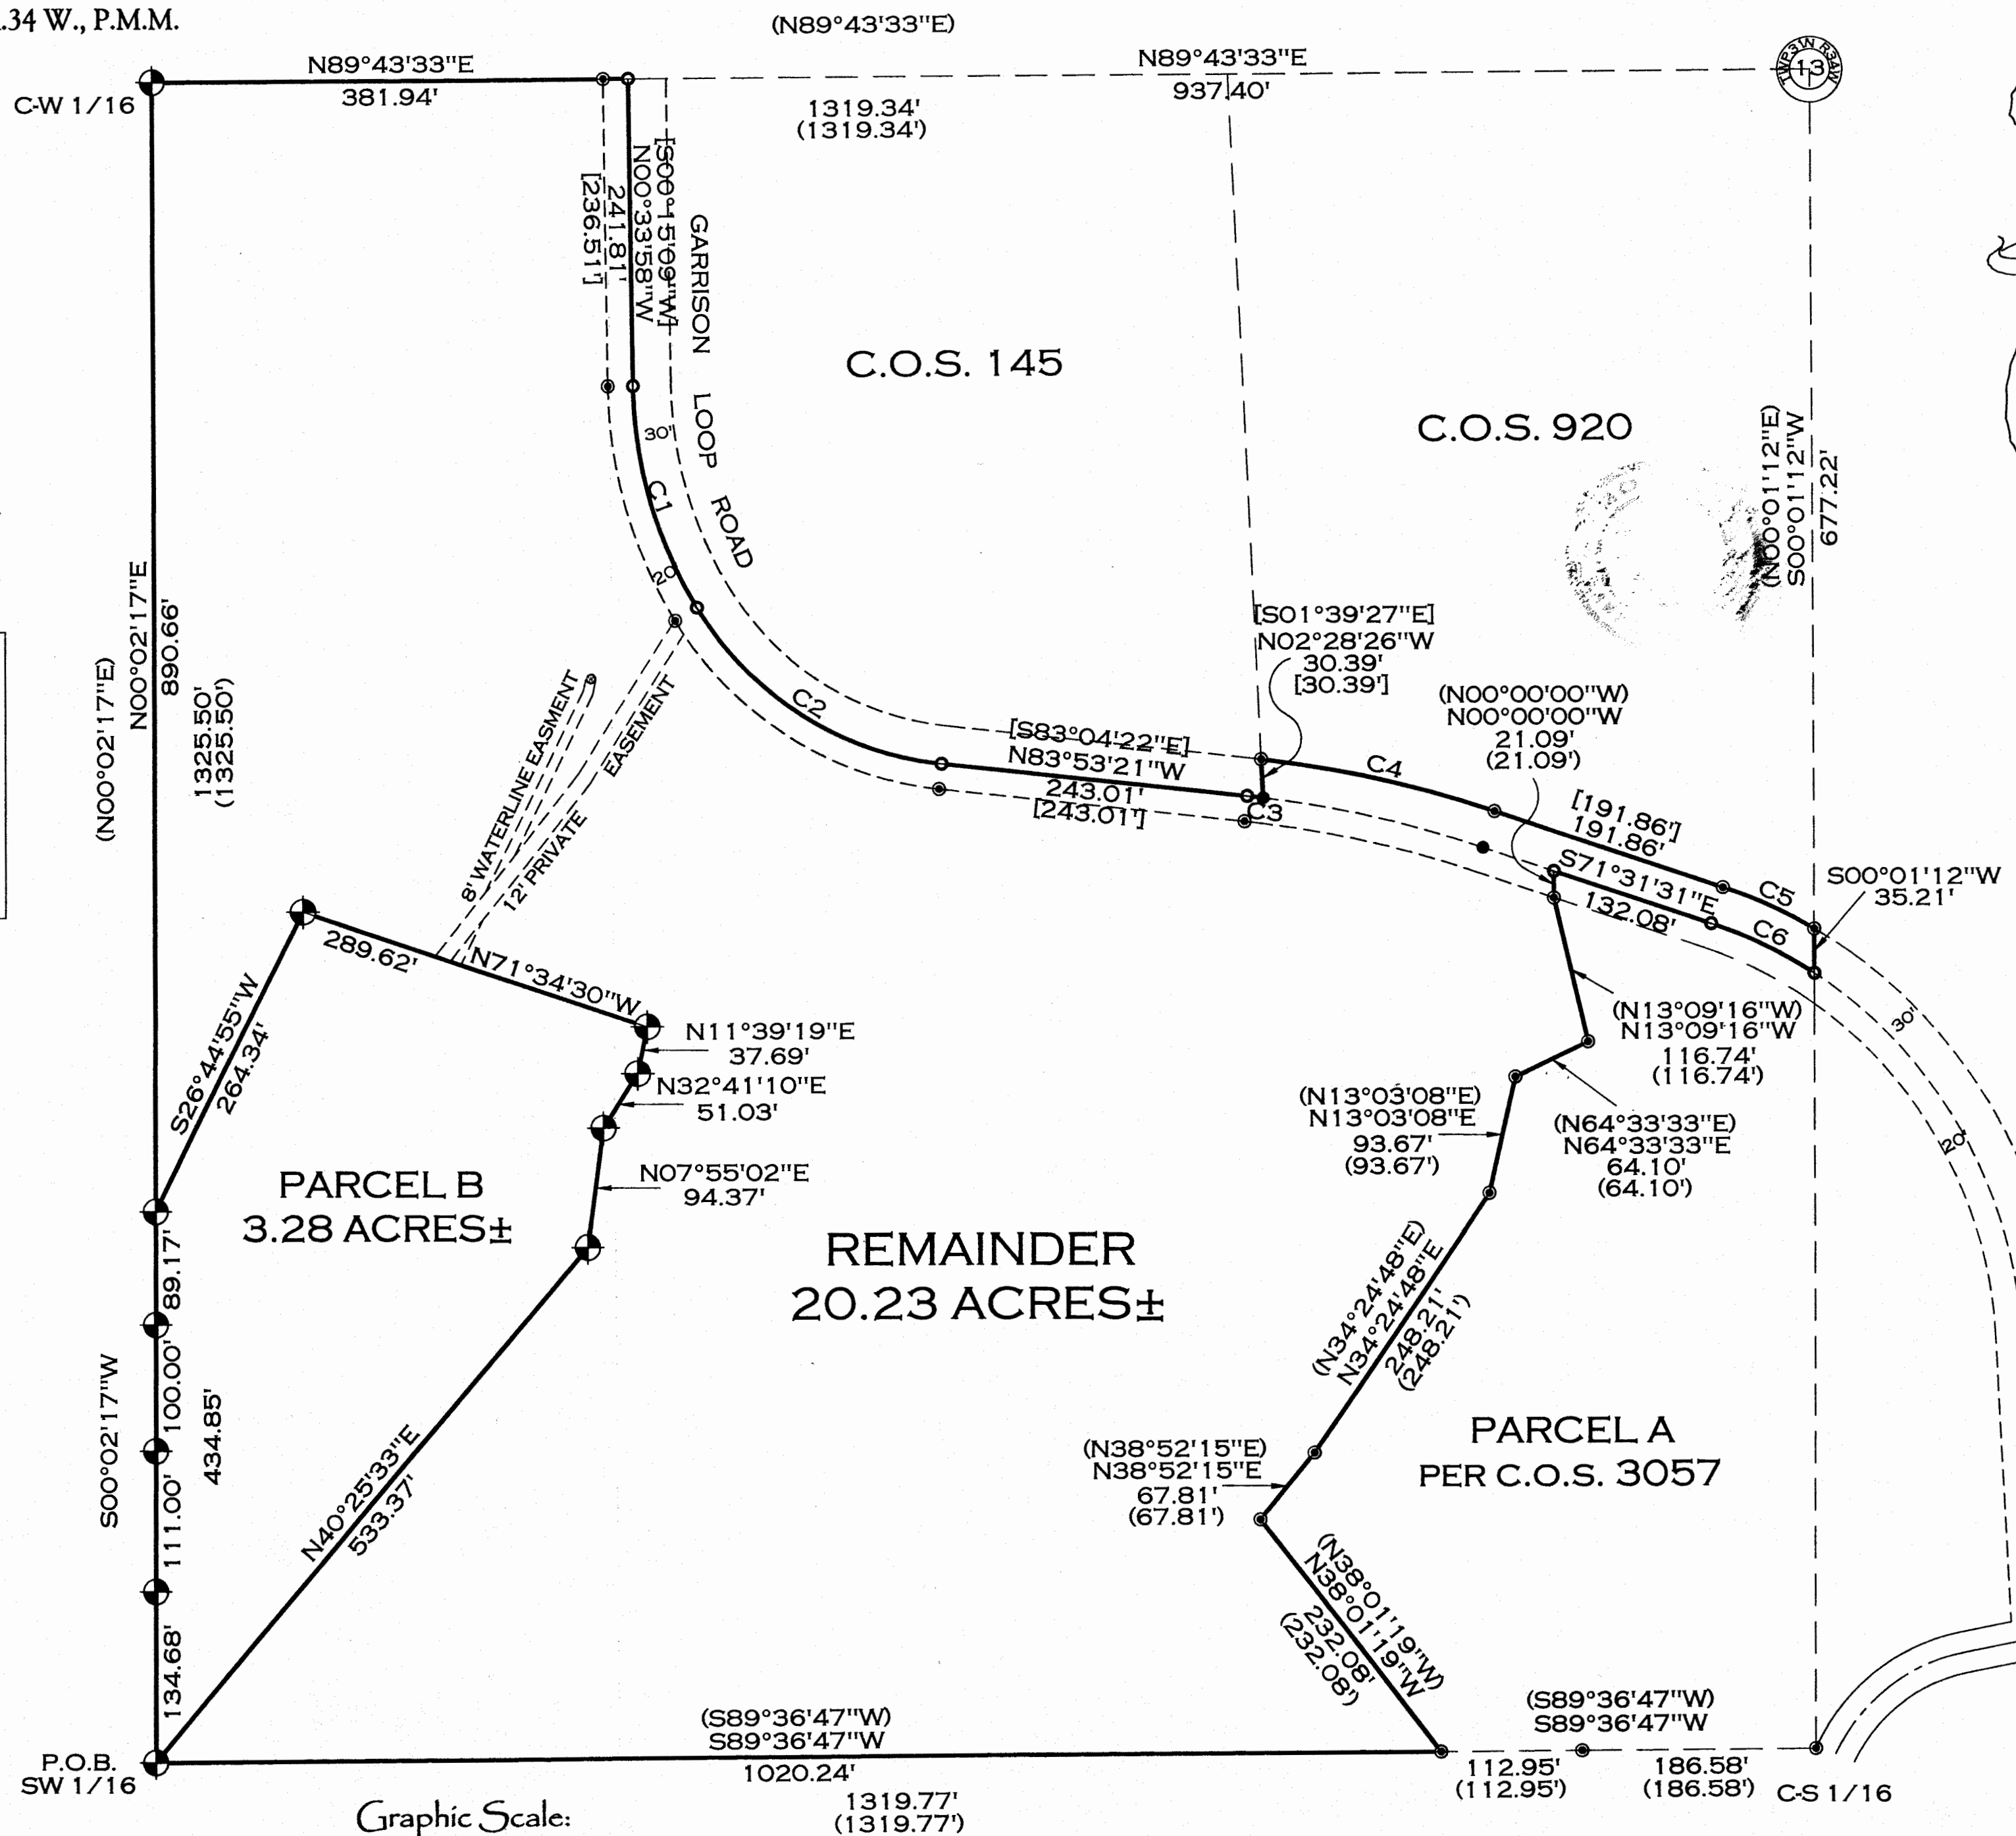 .34 W., P.M.M.
(N89°43'33"E)
N89°43'33"E
381.94'
N89°43'33"E
937.40'
1319.34'
(1319.34')
C-W 1/16
TWP31N R34W
13
[S00°15'09"W]
N00°33'58"W
241.81'
[236.51']
GARRISON LOOP ROAD
30'
C1
20'
C.O.S. 145
C.O.S. 920
(N00°01'12"E)
S00°01'12"W
677.22'
N00°02'17"E
890.66'
(N00°02'17"E)
1325.50'
(1325.50')
[S01°39'27"E]
N02°28'26"W
30.39'
[30.39']
(N00°00'00"W)
N00°00'00"W
21.09'
(21.09')
C2
[S83°04'22"E]
N83°53'21"W
243.01'
[243.01']
C3
C4
[191.86']
191.86'
S71°31'31"E
132.08'
C5
C6
S00°01'12"W
35.21'
8' WATERLINE EASMENT
12' PRIVATE EASEMENT
289.62'
N71°34'30"W
S26°44'55"W
264.34'
N11°39'19"E
37.69'
N32°41'10"E
51.03'
N07°55'02"E
94.37'
(N13°09'16"W)
N13°09'16"W
116.74'
(116.74')
30'
20'
(N13°03'08"E)
N13°03'08"E
93.67'
(93.67')
(N64°33'33"E)
N64°33'33"E
64.10'
(64.10')
PARCEL B
3.28 ACRES±
REMAINDER
20.23 ACRES±
89.17'
100.00'
111.00'
134.68'
S00°02'17"W
434.85'
N40°25'33"E
533.37'
(N34°24'48"E)
N34°24'48"E
248.21'
(248.21')
PARCEL A
PER C.O.S. 3057
(N38°52'15"E)
N38°52'15"E
67.81'
(67.81')
(N38°01'19"W)
N38°01'19"W
232.08'
(232.08')
(S89°36'47"W)
S89°36'47"W
1020.24'
1319.77'
(1319.77')
(S89°36'47"W)
S89°36'47"W
112.95'
(112.95')
186.58'
(186.58')
C-S 1/16
P.O.B.
SW 1/16
Graphic Scale: